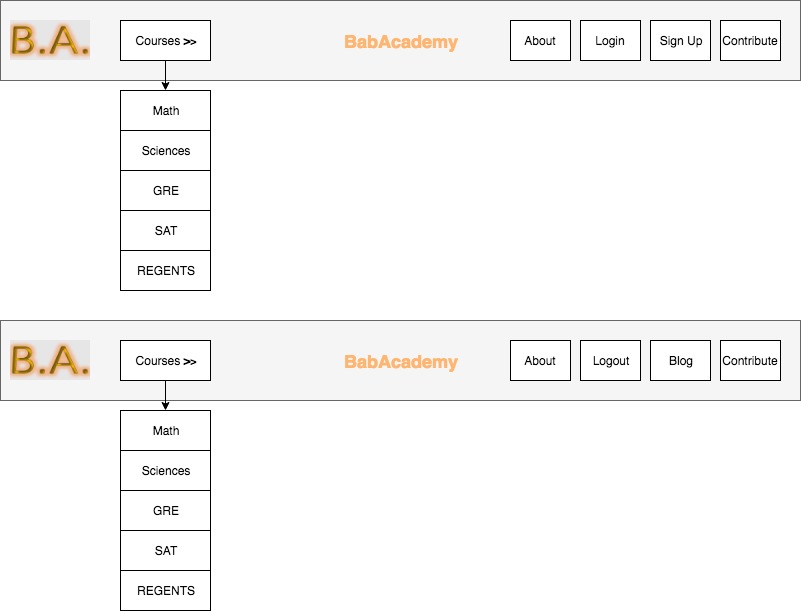 B.A. Courses >> BabAcademy About Login Sign Up Contribute
Math
Sciences
GRE
SAT
REGENTS
B.A. Courses >> BabAcademy About Logout Blog Contribute
Math
Sciences
GRE
SAT
REGENTS